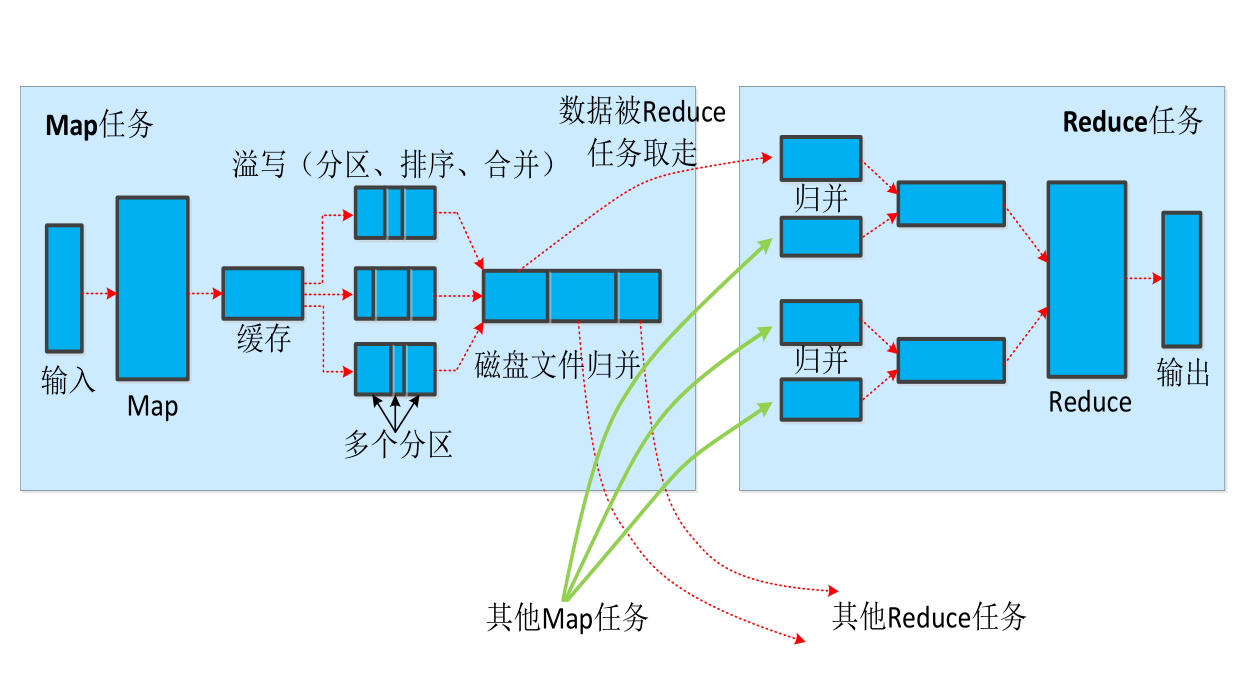 Map任务
溢写（分区、排序、合并）
输入
Map
缓存
多个分区
磁盘文件归并
数据被Reduce
任务取走
Reduce任务
归并
归并
Reduce
输出
其他Map任务
其他Reduce任务